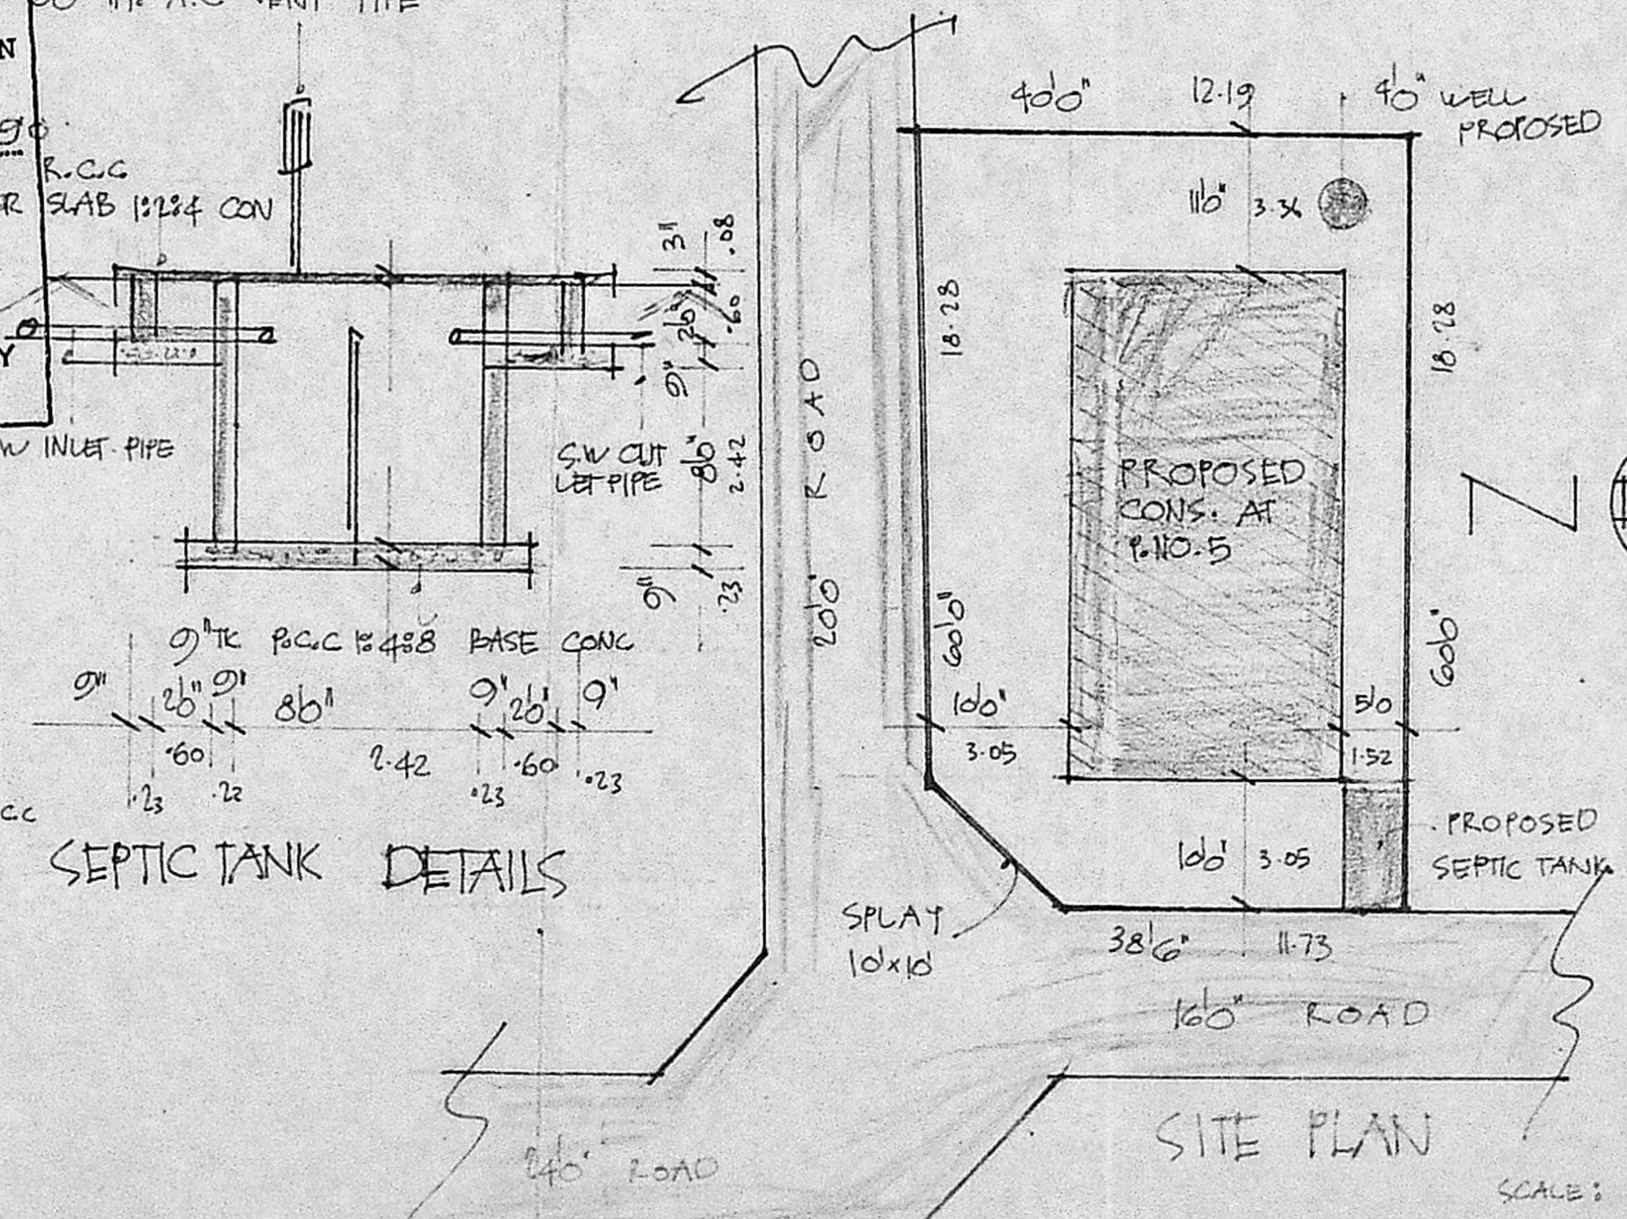 VENT PIPE
N
R.C.C
SLAB 1:2:4 CON
Y
INLET PIPE
S.W OUT
LET PIPE
3" .08
2'0" .60
9"
8'0" 2.42
9" .23
9"TK P.C.C 1:4:8 BASE CONC
9" 2'0" 9" 8'0" 9" 2'0" 9"
.60 2.42 .60
.23 .22 .23 .23
SEPTIC TANK DETAILS
ROAD
20'0"
40'0" 12.19 4'0" WELL
PROPOSED
11'0" 3.36
18.28
18.28
PROPOSED
CONS. AT
P.NO.5
N
60'0"
60'0"
10'0" 5'0
3.05 1.52
PROPOSED
SEPTIC TANK
10'0" 3.05
SPLAY
10'x10'
38'6" 11.73
16'0" ROAD
24'0" ROAD
SITE PLAN
SCALE: